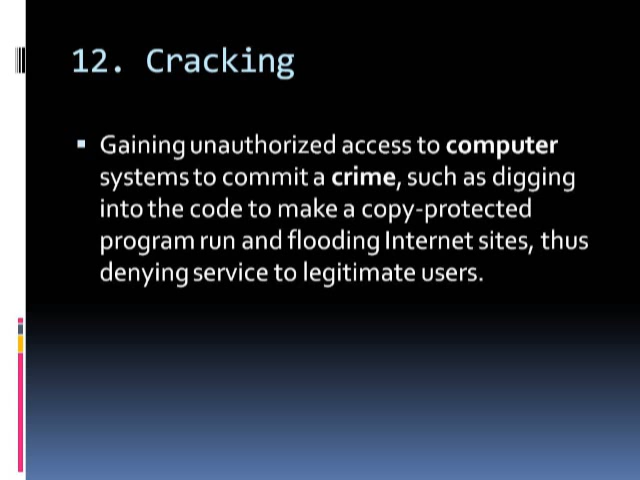 12. Cracking
Gaining unauthorized access to computer
systems to commit a crime, such as digging
into the code to make a copy-protected
program run and flooding Internet sites, thus
denying service to legitimate users.